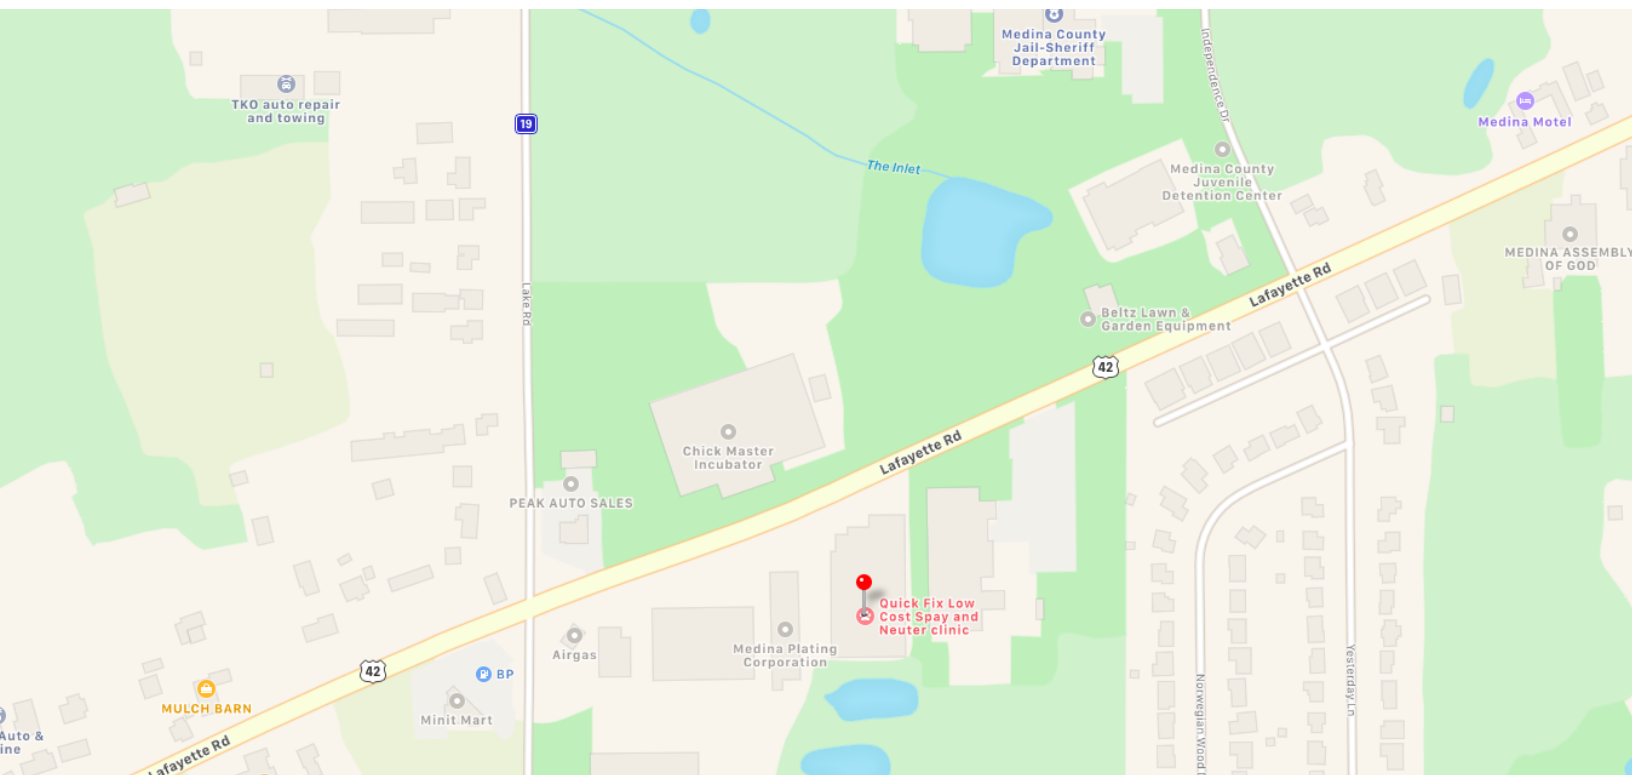 Medina County
Jail-Sheriff
Department
Independence Dr
TKO auto repair
and towing
19
Medina Motel
The Inlet
Medina County
Juvenile
Detention Center
MEDINA ASSEMBLY
OF GOD
Lafayette Rd
Lake Rd
Beltz Lawn &
Garden Equipment
42
Chick Master
Incubator
Lafayette Rd
PEAK AUTO SALES
Quick Fix Low
Cost Spay and
Neuter clinic
Airgas
Medina Plating
Corporation
42
BP
MULCH BARN
Minit Mart
Auto &
ine
Lafayette Rd
Norwegian Wood
Yesterday Ln